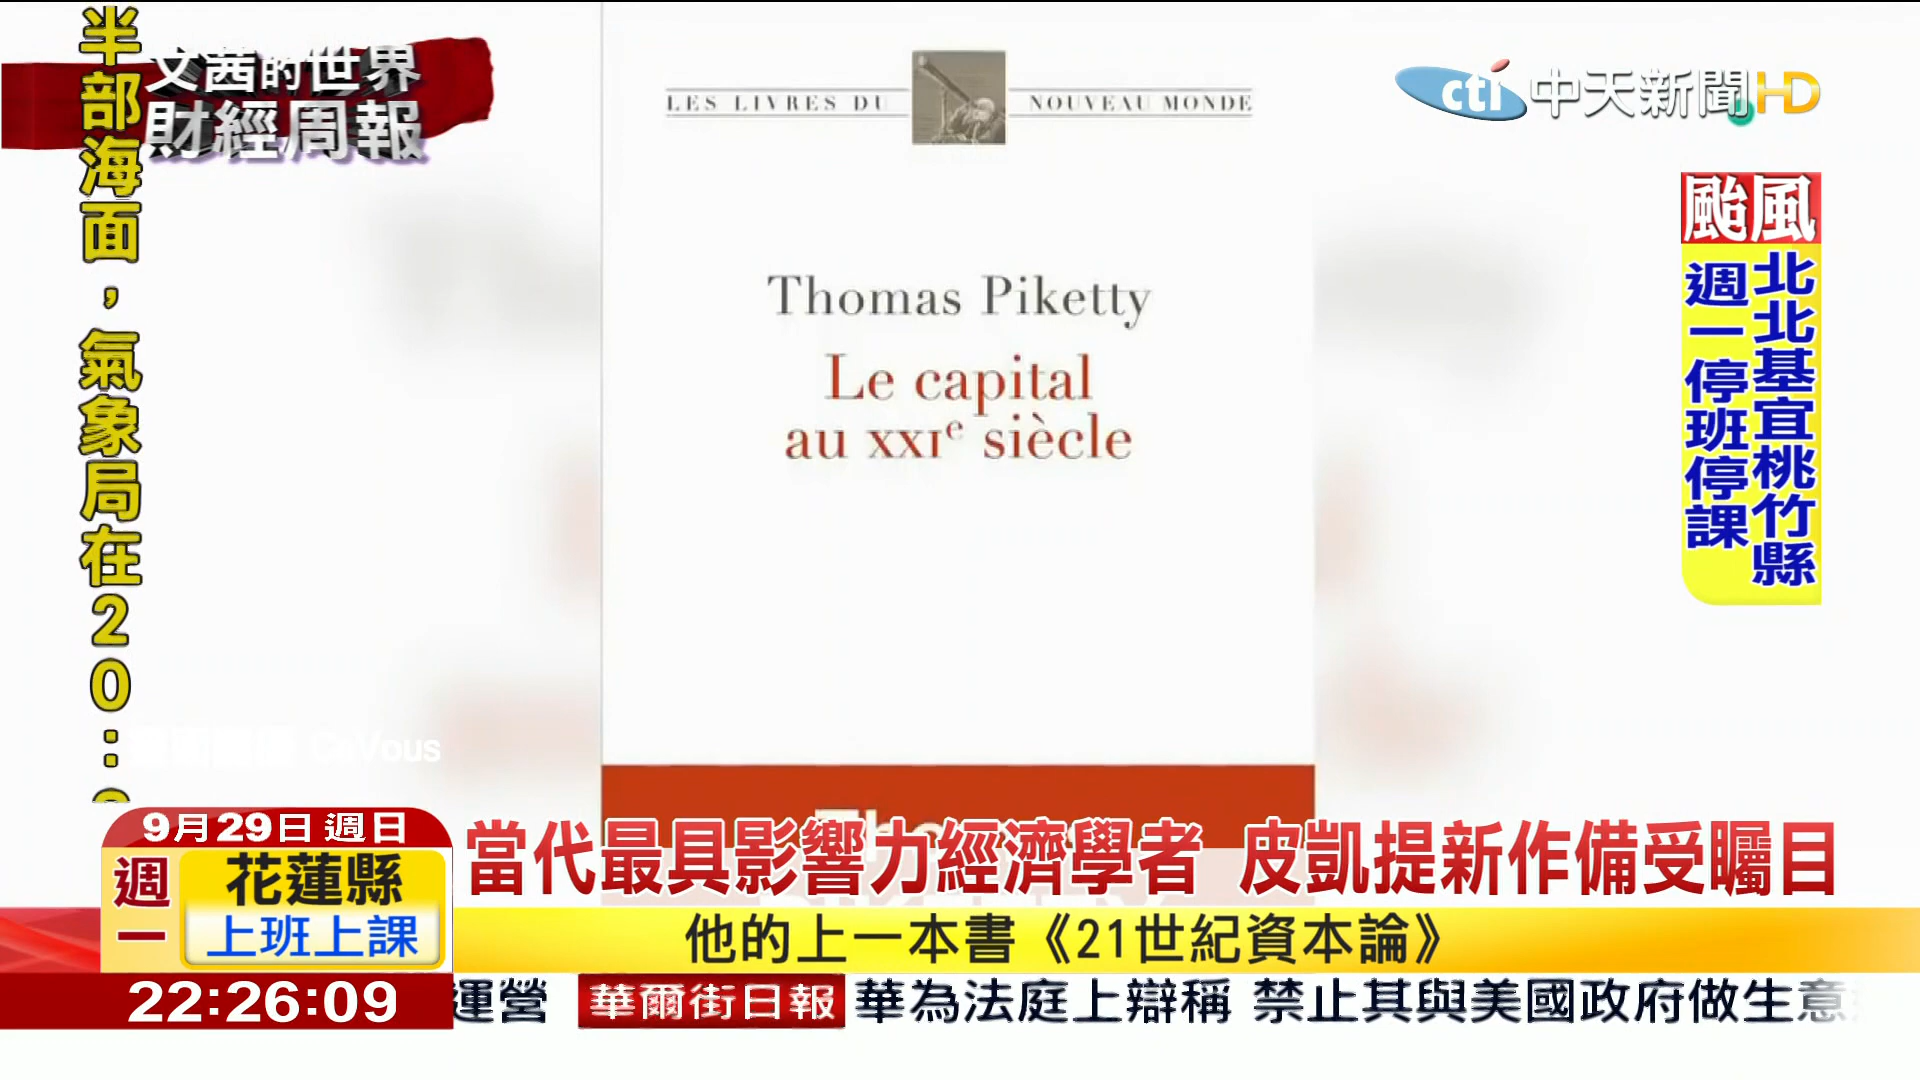 半部海面，氣象局在20:
文茜的世界
財經周報
LES LIVRES DU NOUVEAU MONDE
cti中天新聞HD
颱風
北北基宜桃竹縣
週一停班停課
Thomas Piketty
Le capital
au XXIe siècle
CeVous
9月29日 週日
週一
花蓮縣
上班上課
當代最具影響力經濟學者 皮凱提新作備受矚目
他的上一本書《21世紀資本論》
22:26:09
運營 華爾街日報 華為法庭上辯稱 禁止其與美國政府做生意